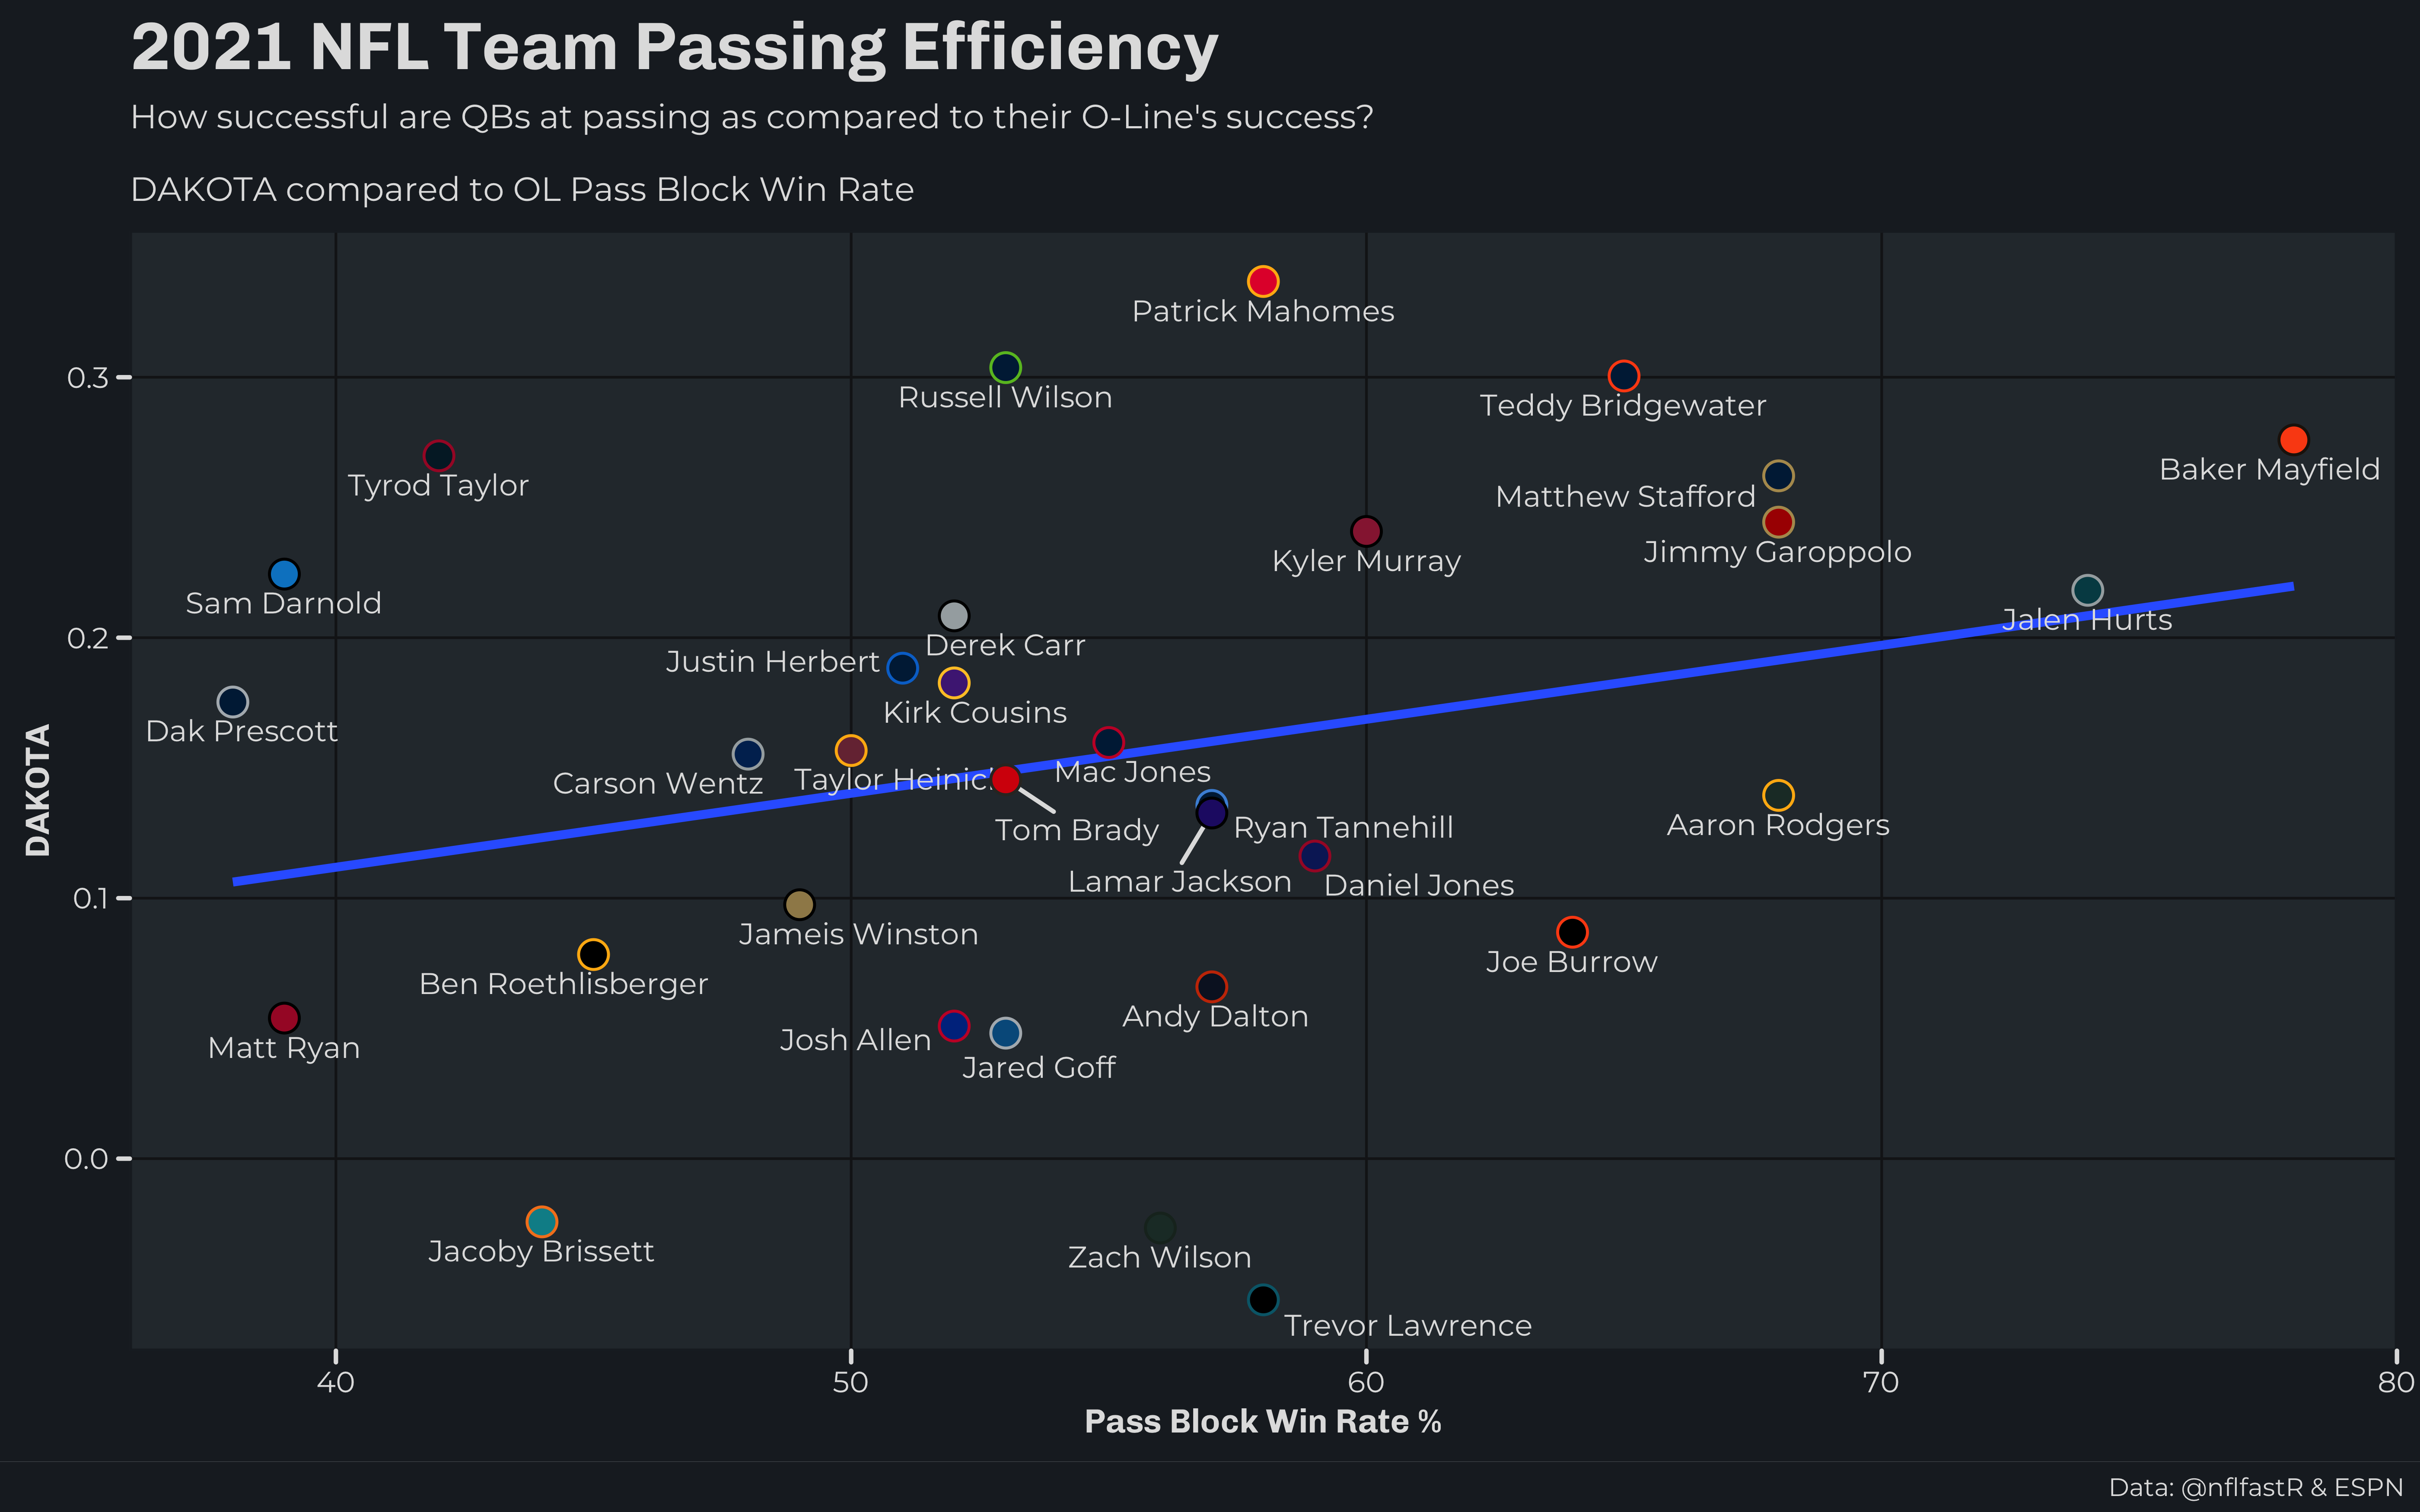 2021 NFL Team Passing Efficiency
How successful are QBs at passing as compared to their O-Line's success?
DAKOTA compared to OL Pass Block Win Rate
Patrick Mahomes
0.3
Russell Wilson
Teddy Bridgewater
Baker Mayfield
Tyrod Taylor
Matthew Stafford
Jimmy Garoppolo
Kyler Murray
Sam Darnold
Jalen Hurts
0.2
Derek Carr
Justin Herbert
Kirk Cousins
Dak Prescott
DAKOTA
Carson Wentz
Taylor
Mac Jones
Tom Brady
Ryan Tannehill
Aaron Rodgers
Lamar Jackson
Daniel Jones
0.1
Jameis Winston
Joe Burrow
Ben Roethlisberger
Andy Dalton
Matt Ryan
Josh Allen
Jared Goff
0.0
Jacoby Brissett
Zach Wilson
Trevor Lawrence
40
50
60
70
80
Pass Block Win Rate %
Data: @nflfastR & ESPN